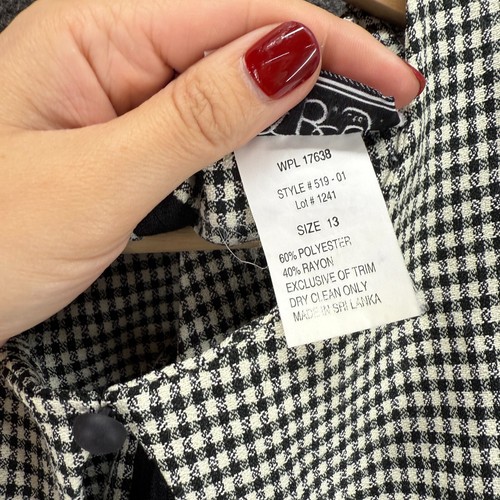 WPL 17638
STYLE # 519 - 01
Lot # 1241
SIZE 13
60% POLYESTER
40% RAYON
EXCLUSIVE OF TRIM
DRY CLEAN ONLY
MADE IN SRI LANKA